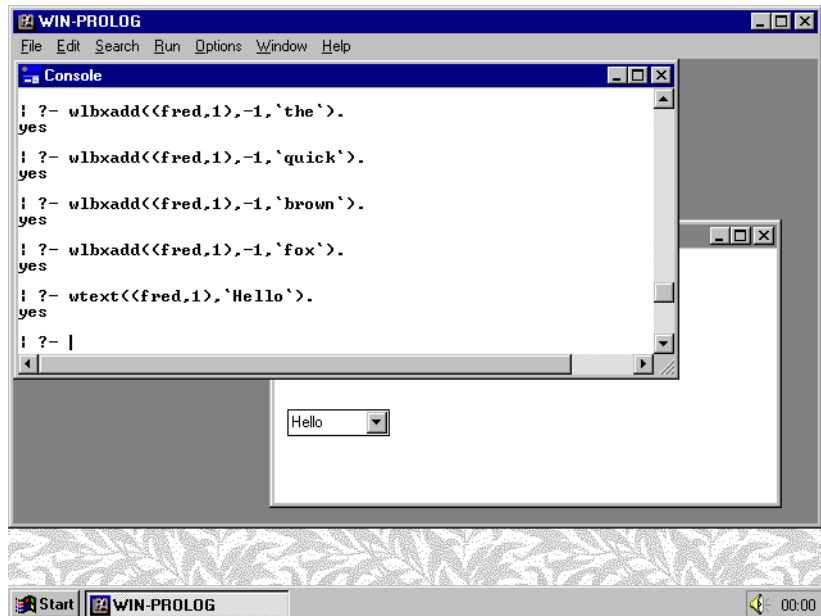 WIN-PROLOG
File Edit Search Run Options Window Help
Console
| ?- wlbxadd((fred,1),-1,`the`).
yes
| ?- wlbxadd((fred,1),-1,`quick`).
yes
| ?- wlbxadd((fred,1),-1,`brown`).
yes
| ?- wlbxadd((fred,1),-1,`fox`).
yes
| ?- wtext((fred,1),`Hello`).
yes
| ?- |
Hello
Start WIN-PROLOG 00:00